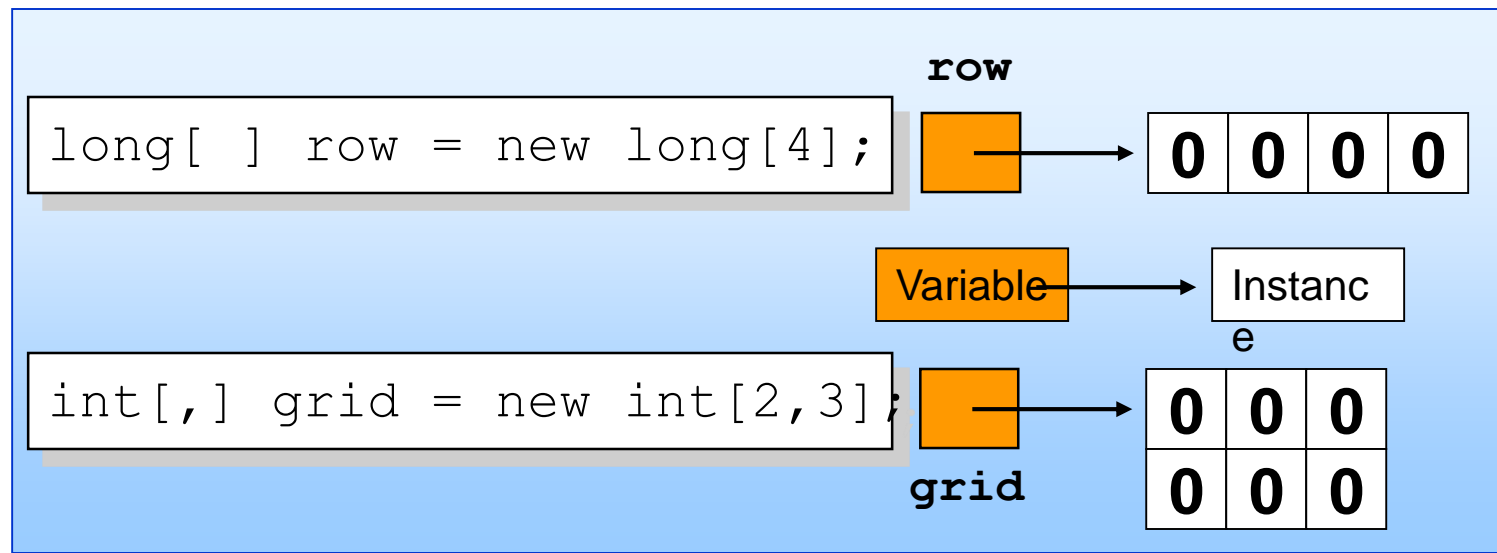 row
long[ ] row = new long[4];
0 0 0 0
Variable
Instanc
e
int[,] grid = new int[2,3];
0 0 0
grid
0 0 0